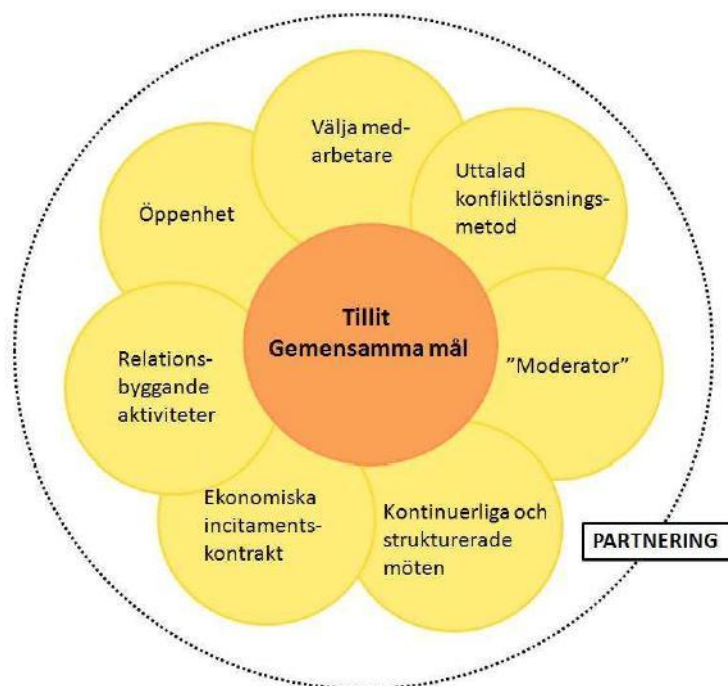 Välja med-
arbetare
Uttalad
konfliktlösnings-
metod
Öppenhet
Tillit
Gemensamma mål
”Moderator”
Relations-
byggande
aktiviteter
Ekonomiska
incitaments-
kontrakt
Kontinuerliga och
strukturerade
möten
PARTNERING